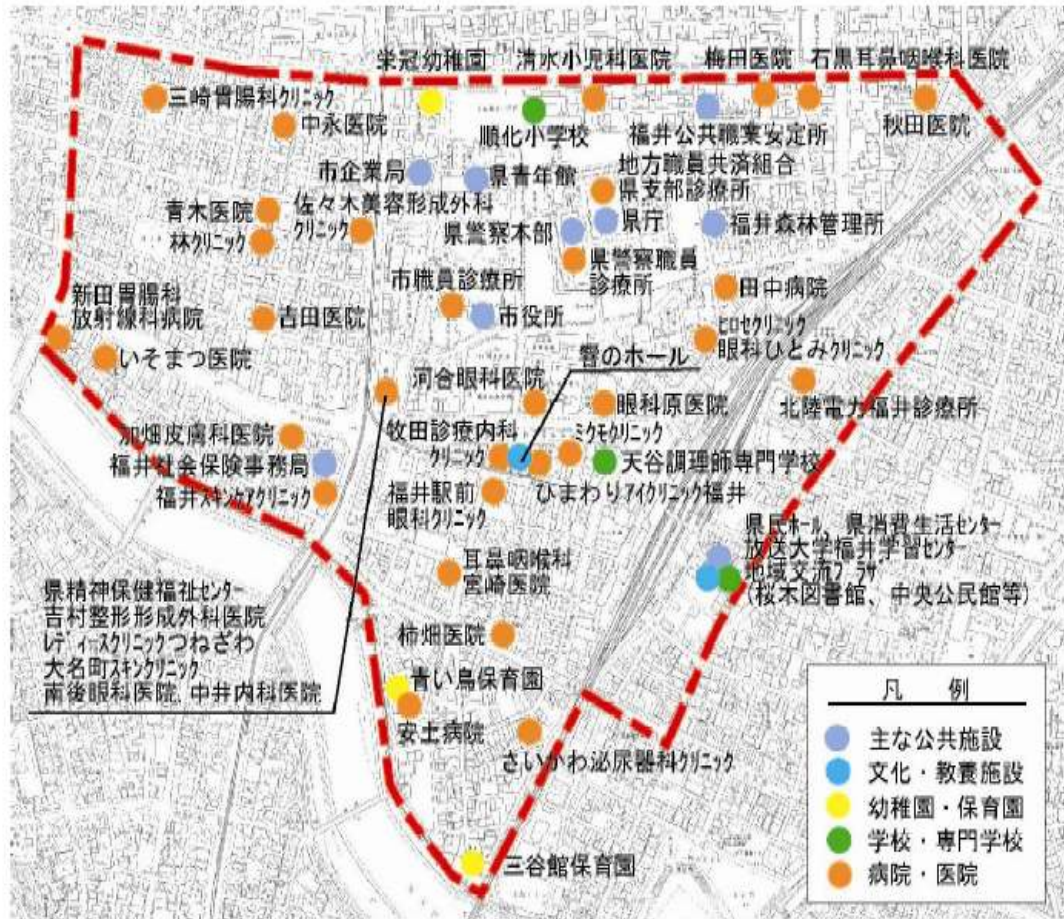 栄冠幼稚園
清水小児科医院
梅田医院
石黒耳鼻咽喉科医院
三崎胃腸科クリニック
中永医院
順化小学校
福井公共職業安定所
秋田医院
市企業局
県青年館
地方職員共済組合
県支部診療所
青木医院
佐々木美容形成外科
クリニック
林クリニック
県警察本部
県庁
福井森林管理所
県警察職員
診療所
市職員診療所
田中病院
新田胃腸科
放射線科病院
吉田医院
市役所
ヒロセクリニック
眼科ひとみクリニック
いそまつ医院
響のホール
河合眼科医院
眼科原医院
北陸電力福井診療所
加畑皮膚科医院
牧田診療内科
クリニック
ミクモクリニック
福井社会保険事務局
天谷調理師専門学校
福井スキンケアクリニック
福井駅前
眼科クリニック
ひまわりアイクリニック福井
県民ホール、県消費生活センター
放送大学福井学習センター
地域交流プラザ
(桜木図書館、中央公民館等)
耳鼻咽喉科
宮崎医院
県精神保健福祉センター
吉村整形形成外科医院
レディースクリニックつねざわ
大名町スキンクリニック
南後眼科医院、中井内科医院
柿畑医院
青い鳥保育園
安土病院
さいかわ泌尿器科クリニック
三谷館保育園
凡 例
主な公共施設
文化・教養施設
幼稚園・保育園
学校・専門学校
病院・医院